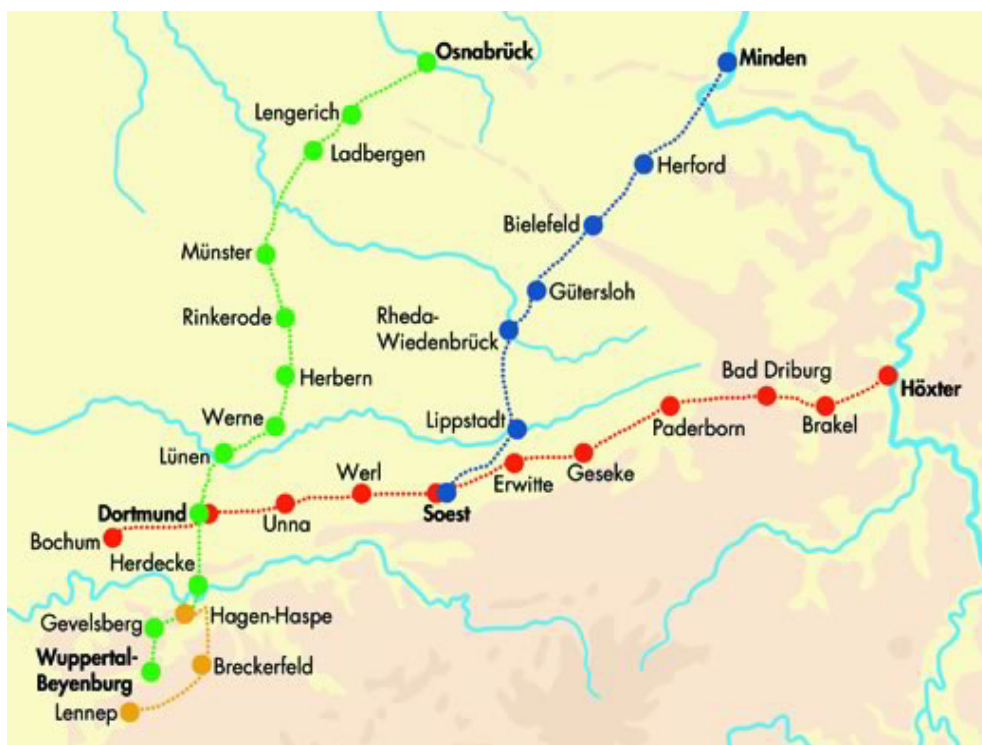 Osnabrück
Minden
Lengerich
Ladbergen
Herford
Bielefeld
Münster
Gütersloh
Rinkerode
Rheda-
Wiedenbrück
Herbern
Bad Driburg
Höxter
Werne
Lippstadt
Paderborn
Brakel
Lünen
Werl
Erwitte
Geseke
Dortmund
Unna
Soest
Bochum
Herdecke
Gevelsberg
Hagen-Haspe
Wuppertal-
Beyenburg
Breckerfeld
Lennep